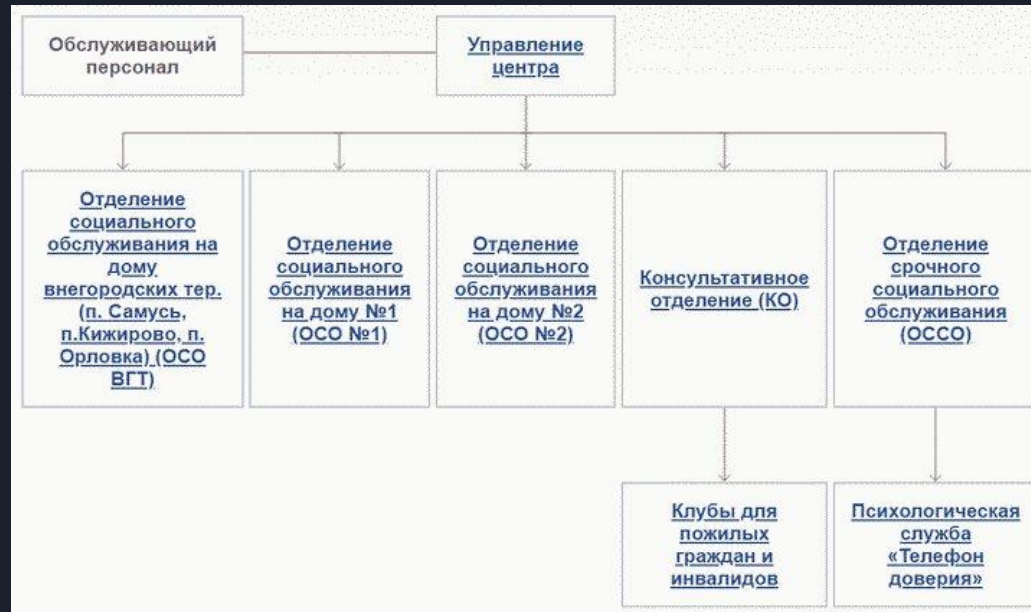 Обслуживающий
персонал
Управление
центра
Отделение
социального
обслуживания на
дому
внегородских тер.
(п. Самусь,
п.Кижирово, п.
Орловка) (ОСО
ВГТ)
Отделение
социального
обслуживания
на дому №1
(ОСО №1)
Отделение
социального
обслуживания
на дому №2
(ОСО №2)
Консультативное
отделение (КО)
Отделение
срочного
социального
обслуживания
(ОССО)
Клубы для
пожилых
граждан и
инвалидов
Психологическая
служба
«Телефон
доверия»